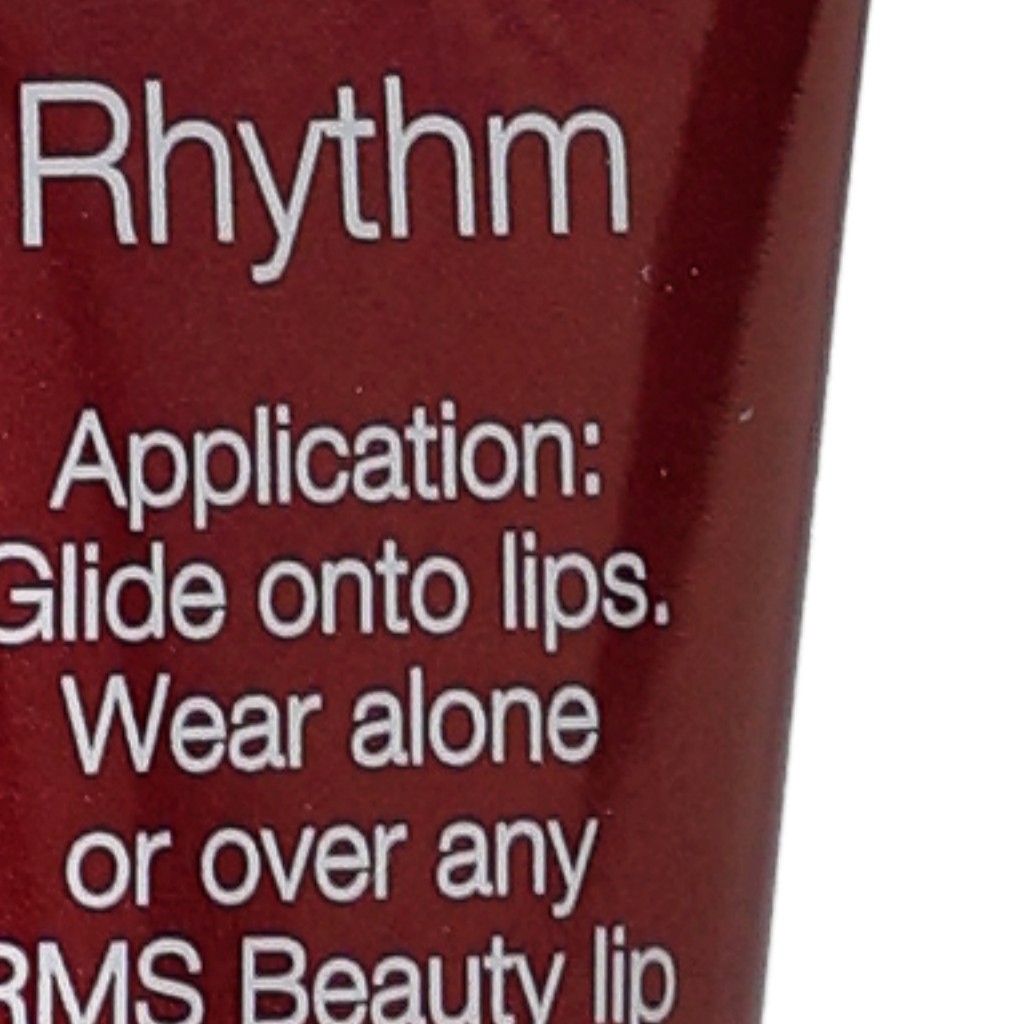 Rhythm
Application:
Glide onto lips.
Wear alone
or over any
RMS Beauty lip